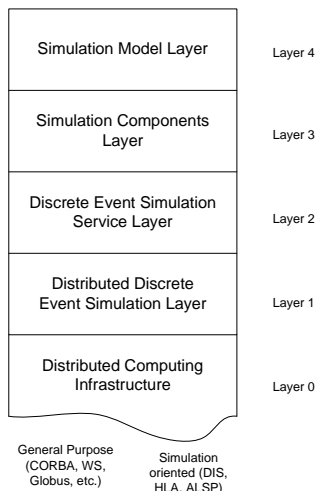 Simulation Model Layer
Layer 4
Simulation Components
Layer
Layer 3
Discrete Event Simulation
Service Layer
Layer 2
Distributed Discrete
Event Simulation Layer
Layer 1
Distributed Computing
Infrastructure
Layer 0
General Purpose
(CORBA, WS,
Globus, etc.)
Simulation
oriented (DIS,
HLA, ALSP)